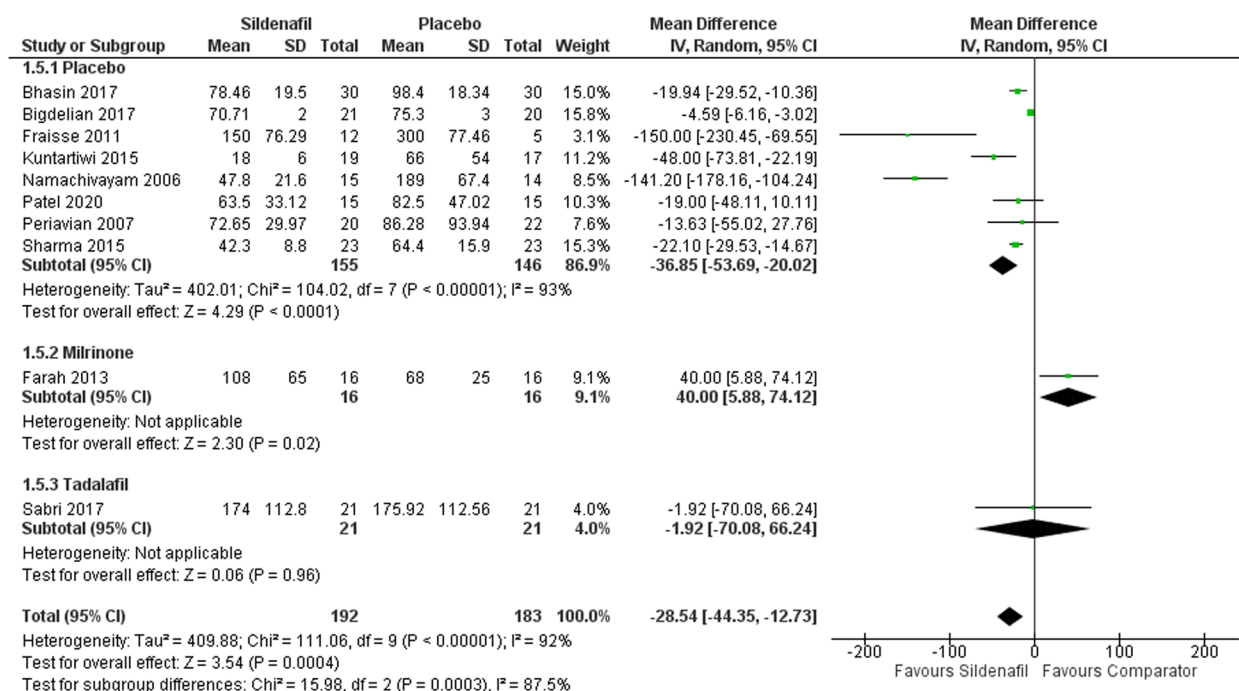 Sildenafil Placebo Mean Difference Mean Difference
Study or Subgroup Mean SD Total Mean SD Total Weight IV, Random, 95% CI IV, Random, 95% CI
1.5.1 Placebo
Bhasin 2017 78.46 19.5 30 98.4 18.34 30 15.0% -19.94 [-29.52, -10.36]
Bigdelian 2017 70.71 2 21 75.3 3 20 15.8% -4.59 [-6.16, -3.02]
Fraisse 2011 150 76.29 12 300 77.46 5 3.1% -150.00 [-230.45, -69.55]
Kuntartiwi 2015 18 6 19 66 54 17 11.2% -48.00 [-73.81, -22.19]
Namachivayam 2006 47.8 21.6 15 189 67.4 14 8.5% -141.20 [-178.16, -104.24]
Patel 2020 63.5 33.12 15 82.5 47.02 15 10.3% -19.00 [-48.11, 10.11]
Periavian 2007 72.65 29.97 20 86.28 93.94 22 7.6% -13.63 [-55.02, 27.76]
Sharma 2015 42.3 8.8 23 64.4 15.9 23 15.3% -22.10 [-29.53, -14.67]
Subtotal (95% CI) 155 146 86.9% -36.85 [-53.69, -20.02]
Heterogeneity: Tau² = 402.01; Chi² = 104.02, df = 7 (P < 0.00001); I² = 93%
Test for overall effect: Z = 4.29 (P < 0.0001)
1.5.2 Milrinone
Farah 2013 108 65 16 68 25 16 9.1% 40.00 [5.88, 74.12]
Subtotal (95% CI) 16 16 9.1% 40.00 [5.88, 74.12]
Heterogeneity: Not applicable
Test for overall effect: Z = 2.30 (P = 0.02)
1.5.3 Tadalafil
Sabri 2017 174 112.8 21 175.92 112.56 21 4.0% -1.92 [-70.08, 66.24]
Subtotal (95% CI) 21 21 4.0% -1.92 [-70.08, 66.24]
Heterogeneity: Not applicable
Test for overall effect: Z = 0.06 (P = 0.96)
Total (95% CI) 192 183 100.0% -28.54 [-44.35, -12.73]
Heterogeneity: Tau² = 409.88; Chi² = 111.06, df = 9 (P < 0.00001); I² = 92%
Test for overall effect: Z = 3.54 (P = 0.0004)
Test for subgroup differences: Chi² = 15.98, df = 2 (P = 0.0003), I² = 87.5%
-200 -100 0 100 200
Favours Sildenafil Favours Comparator